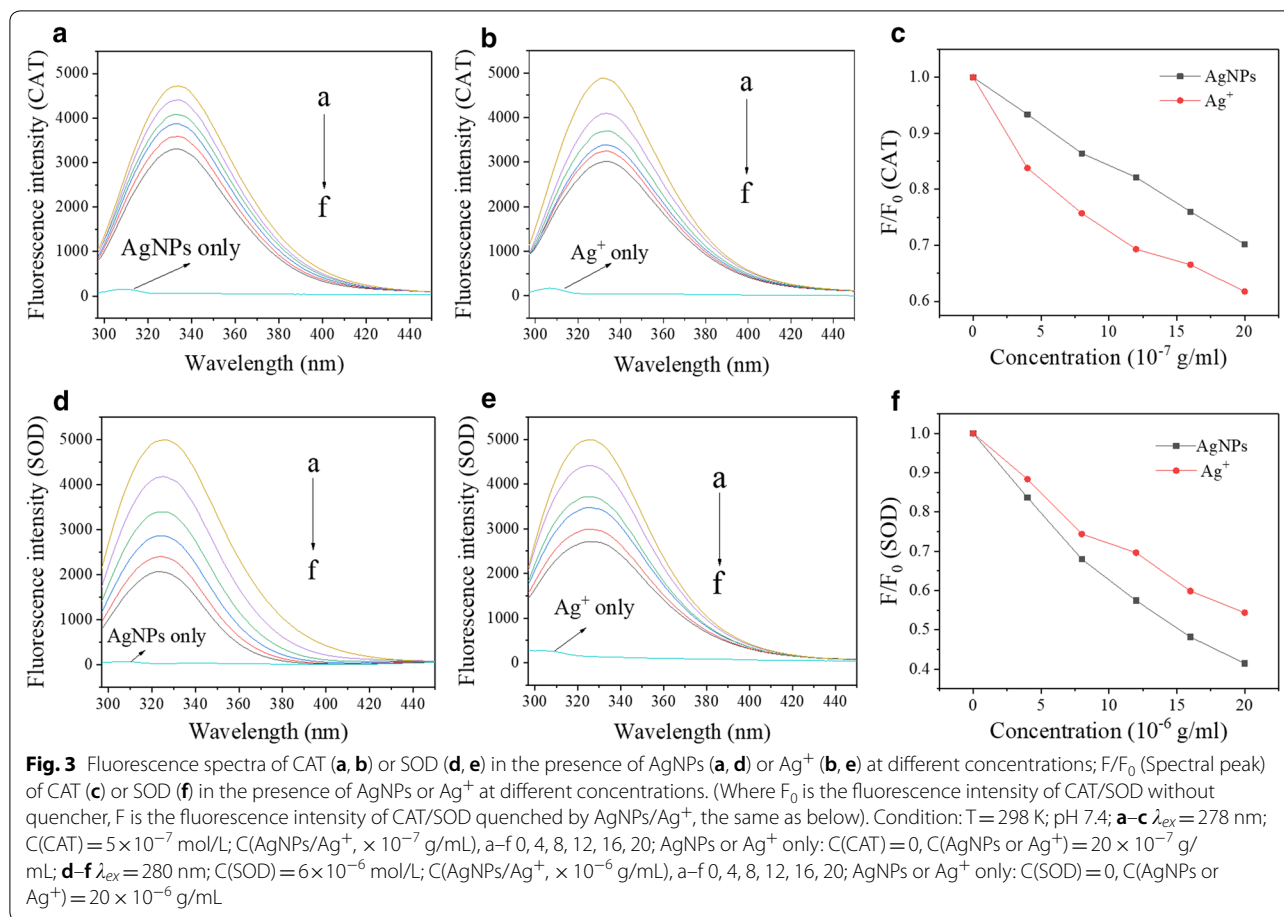 a
Fluorescence intensity (CAT)
5000
4000
3000
2000
1000
0
a
f
AgNPs only
300 320 340 360 380 400 420 440
Wavelength (nm)
b
Fluorescence intensity (CAT)
5000
4000
3000
2000
1000
0
a
f
Ag⁺ only
300 320 340 360 380 400 420 440
Wavelength (nm)
c
F/F₀ (CAT)
1.0
0.9
0.8
0.7
0.6
AgNPs
Ag⁺
0 5 10 15 20
Concentration (10⁻⁷ g/ml)
d
Fluorescence intensity (SOD)
5000
4000
3000
2000
1000
0
a
f
AgNPs only
300 320 340 360 380 400 420 440
Wavelength (nm)
e
Fluorescence intensity (SOD)
5000
4000
3000
2000
1000
0
a
f
Ag⁺ only
300 320 340 360 380 400 420 440
Wavelength (nm)
f
F/F₀ (SOD)
1.0
0.9
0.8
0.7
0.6
0.5
0.4
AgNPs
Ag⁺
0 5 10 15 20
Concentration (10⁻⁶ g/ml)
Fig. 3 Fluorescence spectra of CAT (a, b) or SOD (d, e) in the presence of AgNPs (a, d) or Ag⁺ (b, e) at different concentrations; F/F₀ (Spectral peak)
of CAT (c) or SOD (f) in the presence of AgNPs or Ag⁺ at different concentrations. (Where F₀ is the fluorescence intensity of CAT/SOD without
quencher, F is the fluorescence intensity of CAT/SOD quenched by AgNPs/Ag⁺, the same as below). Condition: T = 298 K; pH 7.4; a–c λex = 278 nm;
C(CAT) = 5 × 10⁻⁷ mol/L; C(AgNPs/Ag⁺, × 10⁻⁷ g/mL), a–f 0, 4, 8, 12, 16, 20; AgNPs or Ag⁺ only: C(CAT) = 0, C(AgNPs or Ag⁺) = 20 × 10⁻⁷ g/
mL; d–f λex = 280 nm; C(SOD) = 6 × 10⁻⁶ mol/L; C(AgNPs/Ag⁺, × 10⁻⁶ g/mL), a–f 0, 4, 8, 12, 16, 20; AgNPs or Ag⁺ only: C(SOD) = 0, C(AgNPs or
Ag⁺) = 20 × 10⁻⁶ g/mL